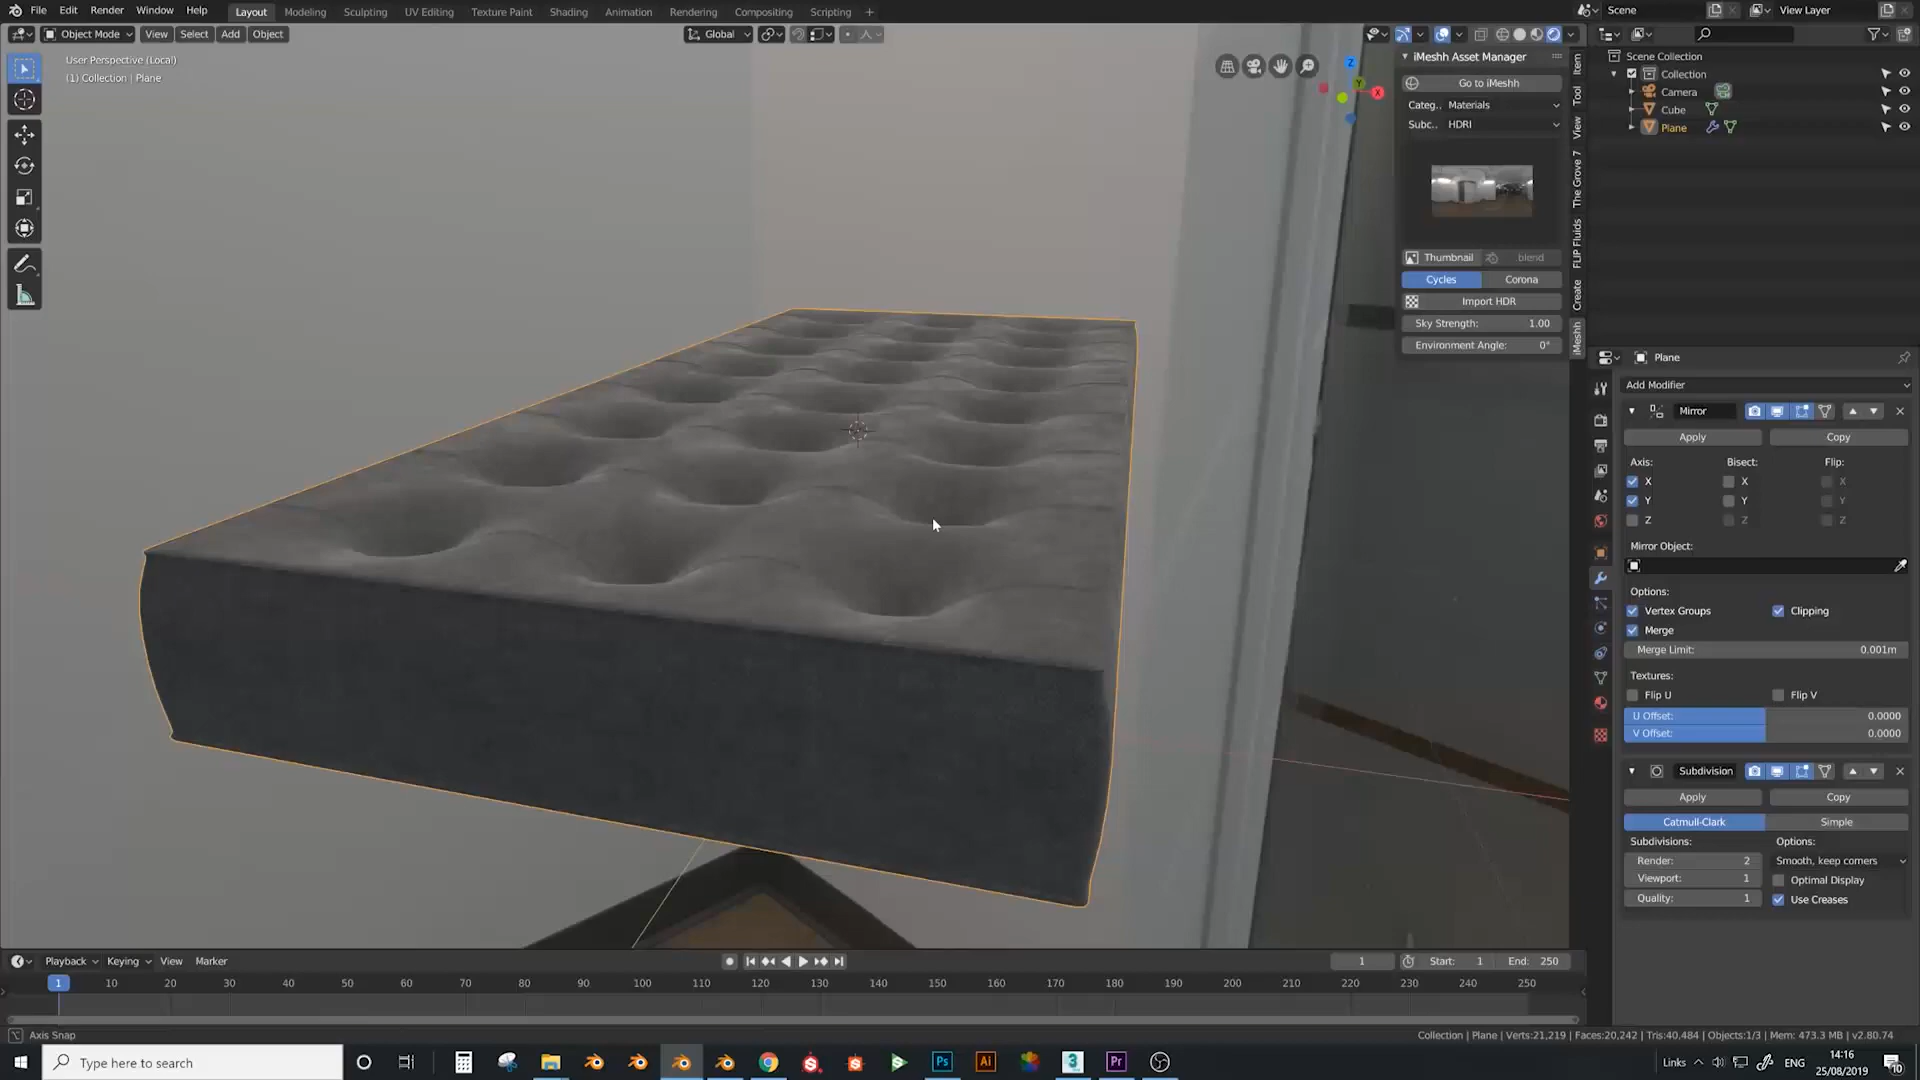 File Edit Render Window Help Layout Modeling Sculpting UV Editing Texture Paint Shading Animation Rendering Compositing Scripting + Scene View Layer
Object Mode View Select Add Object Global
User Perspective (Local)
(1) Collection | Plane
Z
Y
X
iMeshh Asset Manager
Go to iMeshh
Categ.. Materials
Subc.. HDRI
Thumbnail blend
Cycles Corona
Import HDR
Sky Strength: 1.00
Environment Angle: 0°
Item
Tool
View
The Grove 7
FLIP Fluids
Create
iMeshh
Scene Collection
Collection
Camera
Cube
Plane
Plane
Add Modifier
Mirror
Apply Copy
Axis: Bisect: Flip:
X X X
Y Y Y
Z Z Z
Mirror Object:
Options:
Vertex Groups Clipping
Merge
Merge Limit: 0.001m
Textures:
Flip U Flip V
U Offset: 0.0000
V Offset: 0.0000
Subdivision
Apply Copy
Catmull-Clark Simple
Subdivisions: Options:
Render: 2 Smooth, keep corners
Viewport: 1 Optimal Display
Quality: 1 Use Creases
Playback Keying View Marker 1 Start: 1 End: 250
1 10 20 30 40 50 60 70 80 90 100 110 120 130 140 150 160 170 180 190 200 210 220 230 240 250
Axis Snap Collection | Plane | Verts:21,219 | Faces:20,242 | Tris:40,484 | Objects:1/3 | Mem: 473.3 MB | v2.80.74
Type here to search Ps Ai 3 Pr Links ENG 14:16
25/08/2019
10